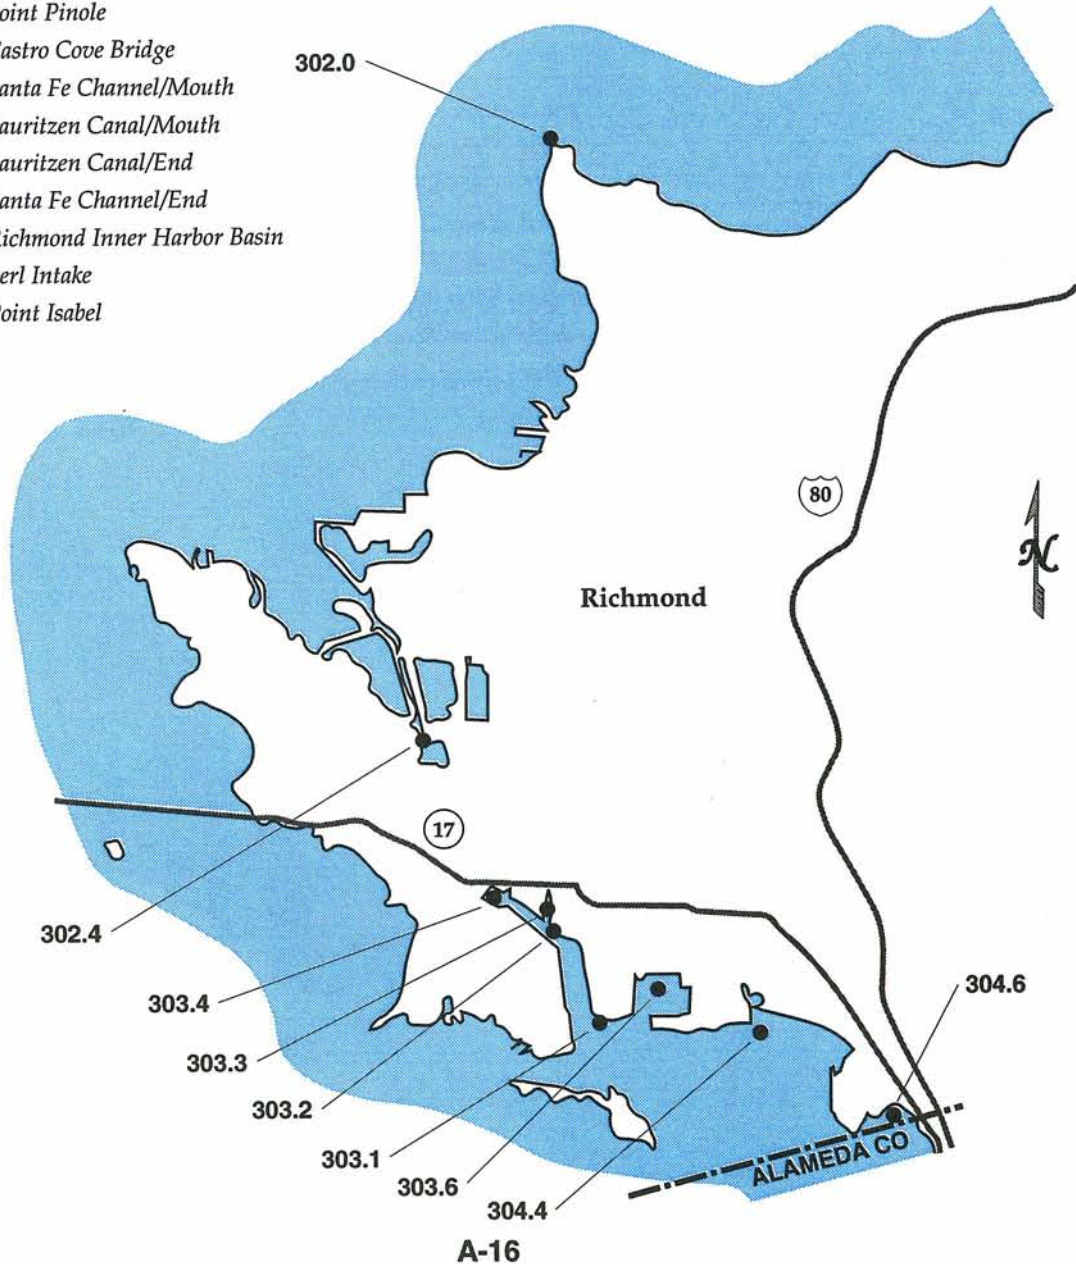 oint Pinole
astro Cove Bridge
anta Fe Channel/Mouth
auritzen Canal/Mouth
auritzen Canal/End
anta Fe Channel/End
ichmond Inner Harbor Basin
erl Intake
oint Isabel
302.0
80
N
Richmond
17
302.4
303.4
304.6
303.3
303.2
303.1
303.6
304.4
ALAMEDA CO
A-16